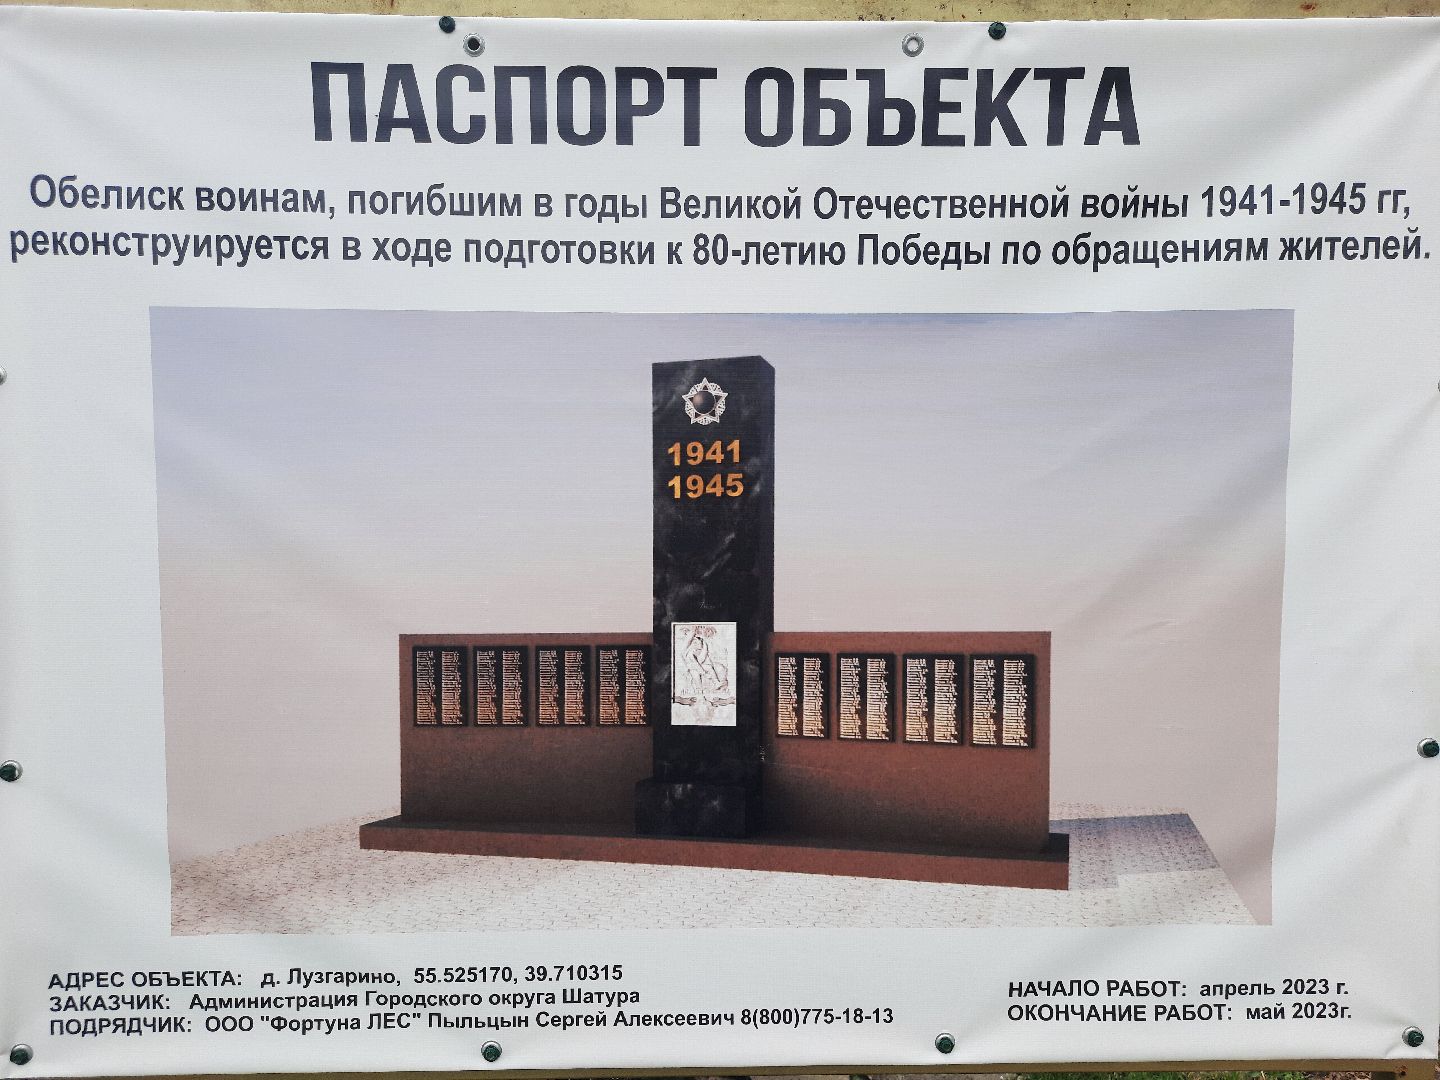 ПАСПОРТ ОБЪЕКТА
Обелиск воинам, погибшим в годы Великой Отечественной войны 1941-1945 гг,
реконструируется в ходе подготовки к 80-летию Победы по обращениям жителей.
1941
1945
АДРЕС ОБЪЕКТА: д. Лузгарино, 55.525170, 39.710315
ЗАКАЗЧИК: Администрация Городского округа Шатура
ПОДРЯДЧИК: ООО "Фортуна ЛЕС" Пыльцын Сергей Алексеевич 8(800)775-18-13
НАЧАЛО РАБОТ: апрель 2023 г.
ОКОНЧАНИЕ РАБОТ: май 2023г.